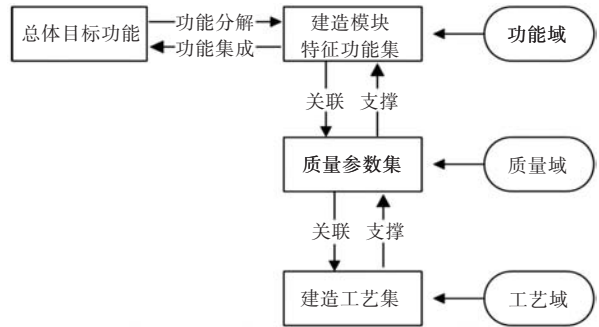 总体目标功能
功能分解
功能集成
建造模块
特征功能集
功能域
关联
支撑
质量参数集
质量域
关联
支撑
建造工艺集
工艺域